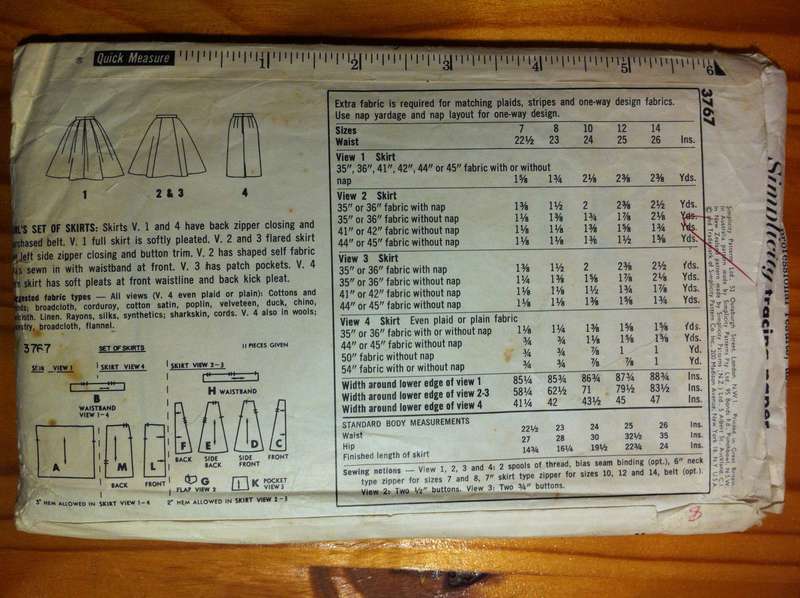 Quick Measure 1 2 3 4 5 6
3767
1 2 & 3 4
SET OF SKIRTS: Skirts V. 1 and 4 have back zipper closing and
belt. V. 1 full skirt is softly pleated. V. 2 and 3 flared skirt
left side zipper closing and button trim. V. 2 has shaped self fabric
sewn in with waistband at front. V. 3 has patch pockets. V. 4
skirt has soft pleats at front waistline and back kick pleat.
fabric types — All views (V. 4 even plaid or plain): Cottons and
broadcloth, corduroy, cotton satin, poplin, velveteen, duck, chino,
Linen. Rayons, silks, synthetics; sharkskin, cords. V. 4 also in wools;
broadcloth, flannel.
3767 SET OF SKIRTS 11 PIECES GIVEN
SKIRT VIEW 1 SKIRT VIEW 4 SKIRT VIEW 2-3
B
WAISTBAND
VIEW 1-4
H WAISTBAND
A M L
BACK FRONT
F E D C
BACK SIDE BACK SIDE FRONT FRONT
G
FLAP VIEW 2
K POCKET
VIEW 3
3" HEM ALLOWED IN SKIRT VIEW 1-4 2" HEM ALLOWED IN SKIRT VIEW 2-3
Extra fabric is required for matching plaids, stripes and one-way design fabrics.
Use nap yardage and nap layout for one-way design.
Sizes 7 8 10 12 14
Waist 22½ 23 24 25 26 Ins.
View 1 Skirt
35", 36", 41", 42", 44" or 45" fabric with or without
nap 1⅝ 1¾ 2⅛ 2⅜ 2⅜ Yds.
View 2 Skirt
35" or 36" fabric with nap 1⅜ 1½ 2 2⅜ 2½ Yds.
35" or 36" fabric without nap 1⅛ 1⅜ 1¾ 1⅞ 2⅛ Yds.
41" or 42" fabric without nap 1⅛ 1⅛ 1⅜ 1⅝ 1¾ Yds.
44" or 45" fabric without nap 1⅛ 1⅛ 1⅜ 1½ 1⅝ Yds.
View 3 Skirt
35" or 36" fabric with nap 1⅜ 1½ 2 2⅜ 2½ Yds.
35" or 36" fabric without nap 1¼ 1⅜ 1⅝ 1⅞ 2⅛ Yds.
41" or 42" fabric without nap 1⅛ 1⅛ 1½ 1¾ 1⅞ Yds.
44" or 45" fabric without nap 1⅛ 1⅛ 1⅜ 1⅝ 1¾ Yds.
View 4 Skirt Even plaid or plain fabric
35" or 36" fabric with or without nap 1⅛ 1¼ 1⅜ 1⅝ 1⅝ Yds.
44" or 45" fabric without nap ¾ ¾ 1⅛ 1⅛ 1⅜ Yds.
50" fabric without nap ¾ ¾ ⅞ 1 1 Yd.
54" fabric with or without nap ¾ ¾ ⅞ 1 1 Yd.
Width around lower edge of view 1 85¼ 85¾ 86¾ 87¾ 88¾ Ins.
Width around lower edge of view 2-3 58¼ 62½ 71 79½ 83½ Ins.
Width around lower edge of view 4 41¼ 42 43½ 45 47 Ins.
STANDARD BODY MEASUREMENTS
Waist 22½ 23 24 25 26 Ins.
Hip 27 28 30 32½ 35 Ins.
Finished length of skirt 14¾ 16¼ 19½ 22¾ 24 Ins.
Sewing notions — View 1, 2, 3 and 4: 2 spools of thread, bias seam binding (opt.), 6" neck
type zipper for sizes 7 and 8, 7" skirt type zipper for sizes 10, 12 and 14, belt (opt.).
View 2: Two ½" buttons. View 3: Two ¾" buttons.
8
Simplicity